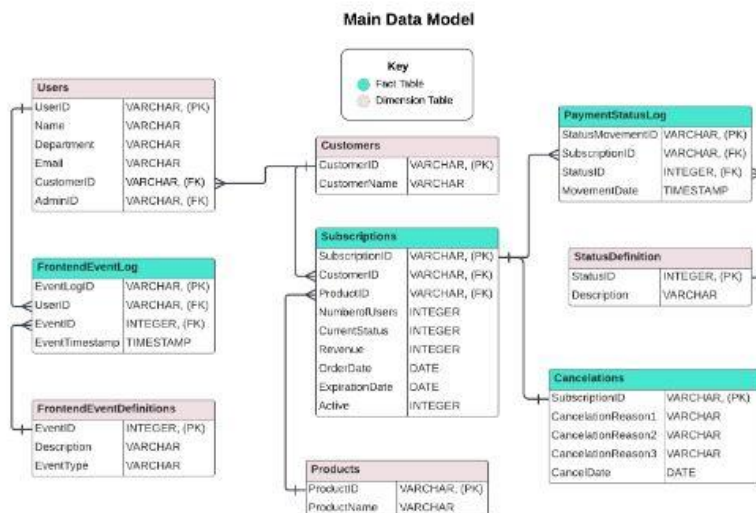 Main Data Model
Key
Fact Table
Dimension Table
Users
UserID VARCHAR, (PK)
Name VARCHAR
Department VARCHAR
Email VARCHAR
CustomerID VARCHAR, (FK)
AdminID VARCHAR, (FK)
FrontendEventLog
EventLogID VARCHAR, (PK)
UserID VARCHAR, (FK)
EventID INTEGER, (FK)
EventTimestamp TIMESTAMP
FrontendEventDefinitions
EventID INTEGER, (PK)
Description VARCHAR
EventType VARCHAR
Customers
CustomerID VARCHAR, (PK)
CustomerName VARCHAR
Subscriptions
SubscriptionID VARCHAR, (PK)
CustomerID VARCHAR, (FK)
ProductID VARCHAR, (FK)
NumberofUsers INTEGER
CurrentStatus INTEGER
Revenue INTEGER
OrderDate DATE
ExpirationDate DATE
Active INTEGER
Products
ProductID VARCHAR, (PK)
ProductName VARCHAR
PaymentStatusLog
StatusMovementID VARCHAR, (PK)
SubscriptionID VARCHAR, (FK)
StatusID INTEGER, (FK)
MovementDate TIMESTAMP
StatusDefinition
StatusID INTEGER, (PK)
Description VARCHAR
Cancelations
SubscriptionID VARCHAR, (PK)
CancelationReason1 VARCHAR
CancelationReason2 VARCHAR
CancelationReason3 VARCHAR
CancelDate DATE